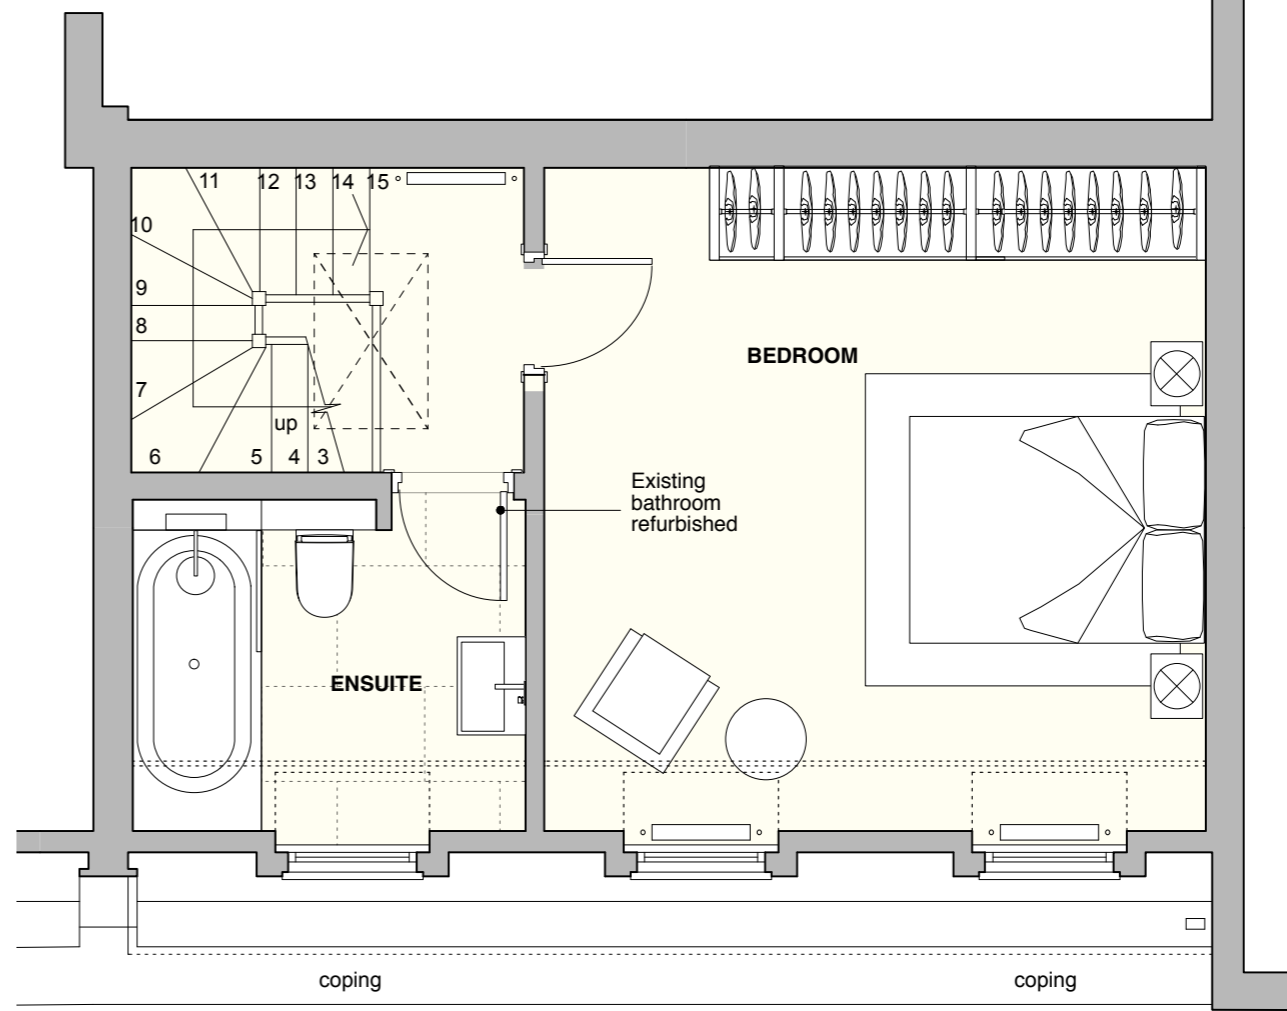 11 12 13 14 15
10
9
8
7
up
6 5 4 3
BEDROOM
Existing
bathroom
refurbished
ENSUITE
coping
coping